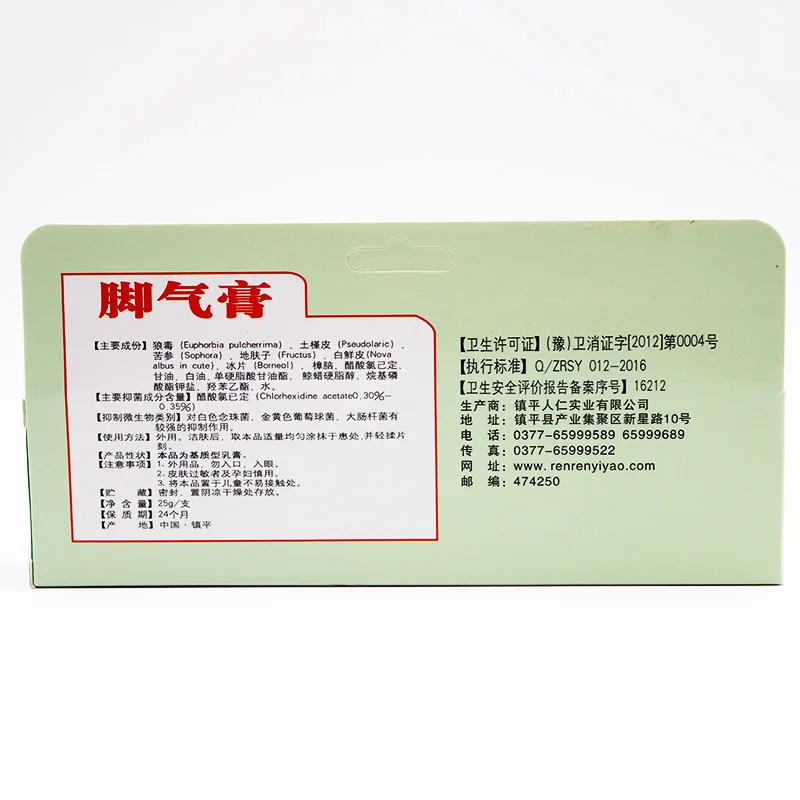 脚气膏
【主要成份】狼毒（Euphorbia pulcherrima）、土槿皮（Pseudolaric）、
苦参（Sophora）、地肤子（Fructus）、白鲜皮（Nova
albus in cute）、冰片（Borneol）、樟脑、醋酸氯己定、
甘油、白油、单硬脂酸甘油酯、鲸蜡硬脂醇、烷基磷
酸酯钾盐、羟苯乙酯、水。
【主要抑菌成分含量】醋酸氯已定（Chlorhexidine acetate0.30%-
0.35%）
【抑制微生物类别】对白色念珠菌、金黄色葡萄球菌、大肠杆菌有
较强的抑制作用。
【使用方法】外用。洁肤后，取本品适量均匀涂抹于患处，并轻揉片
刻。
【产品性状】本品为基质型乳膏。
【注意事项】1. 外用品，勿入口，入眼。
2. 皮肤过敏者及孕妇慎用。
3. 将本品置于儿童不易接触处。
【贮 藏】密封，置阴凉干燥处存放。
【净 含 量】25g/支
【保 质 期】24个月
【产 地】中国·镇平
【卫生许可证】(豫)卫消证字[2012]第0004号
【执行标准】Q/ZRSY 012-2016
【卫生安全评价报告备案序号】16212
生产商：镇平人仁实业有限公司
地 址：镇平县产业集聚区新星路10号
电 话：0377-65999589 65999689
传 真：0377-65999522
网 址：www.renrenyiyao.com
邮 编：474250